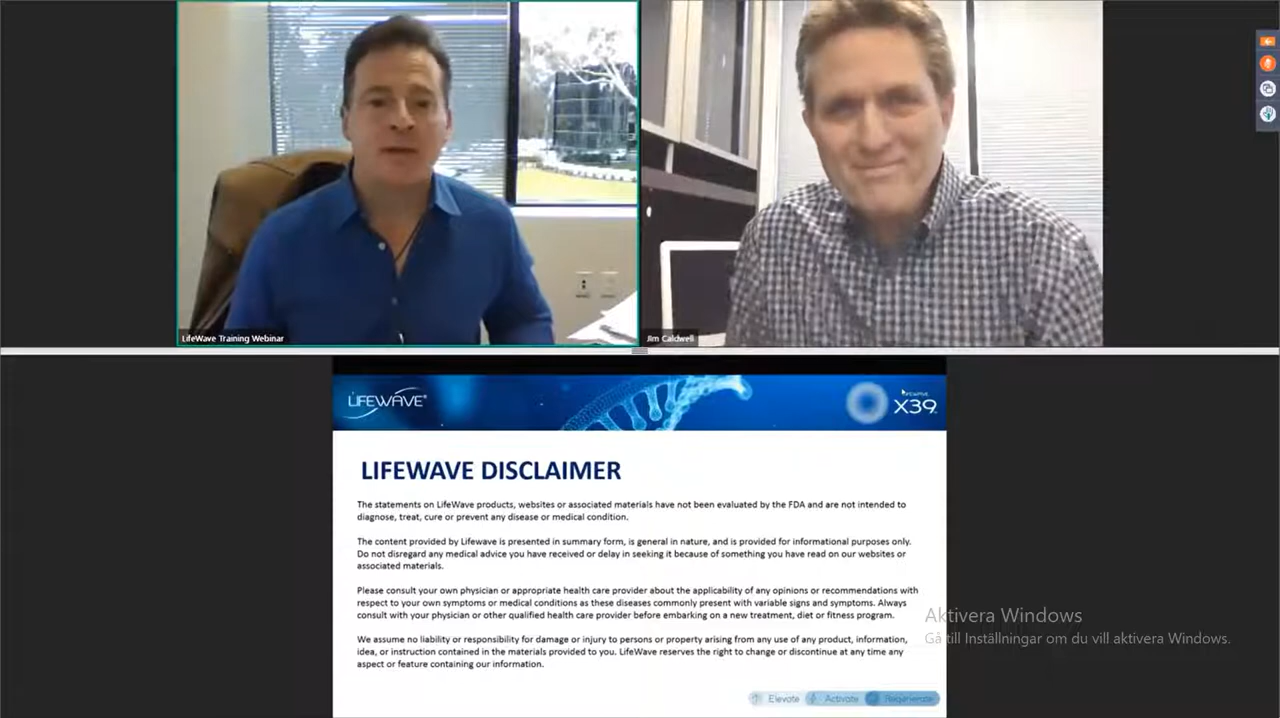 LifeWave Training Webinar
Jim Caldwell
LIFEWAVE®
X39
LIFEWAVE DISCLAIMER
The statements on LifeWave products, websites or associated materials have not been evaluated by the FDA and are not intended to
diagnose, treat, cure or prevent any disease or medical condition.
The content provided by Lifewave is presented in summary form, is general in nature, and is provided for informational purposes only.
Do not disregard any medical advice you have received or delay in seeking it because of something you have read on our websites or
associated materials.
Please consult your own physician or appropriate health care provider about the applicability of any opinions or recommendations with
respect to your own symptoms or medical conditions as these diseases commonly present with variable signs and symptoms. Always
consult with your physician or other qualified health care provider before embarking on a new treatment, diet or fitness program.
We assume no liability or responsibility for damage or injury to persons or property arising from any use of any product, information,
idea, or instruction contained in the materials provided to you. LifeWave reserves the right to change or discontinue at any time any
aspect or feature containing our information.
Aktivera Windows
Gå till Inställningar om du vill aktivera Windows.
Elevate Activate Regenerate